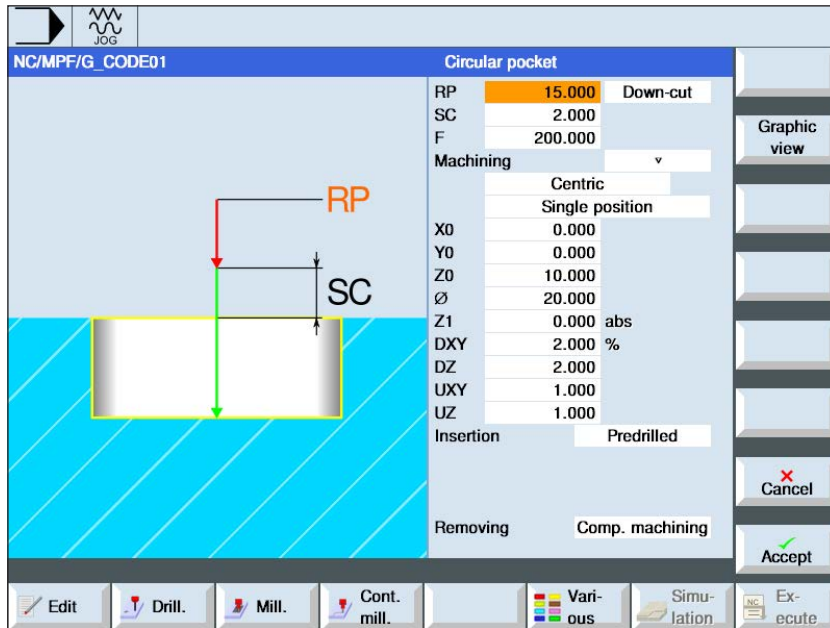 JOG
NC/MPF/G_CODE01
Circular pocket
RP 15.000 Down-cut
SC 2.000
F 200.000
Machining ▿
Centric
Single position
X0 0.000
Y0 0.000
Z0 10.000
Ø 20.000
Z1 0.000 abs
DXY 2.000 %
DZ 2.000
UXY 1.000
UZ 1.000
Insertion Predrilled
Removing Comp. machining
RP
SC
Graphic
view
Cancel
Accept
Edit
Drill.
Mill.
Cont.
mill.
Vari-
ous
Simu-
lation
NC
Ex-
ecute